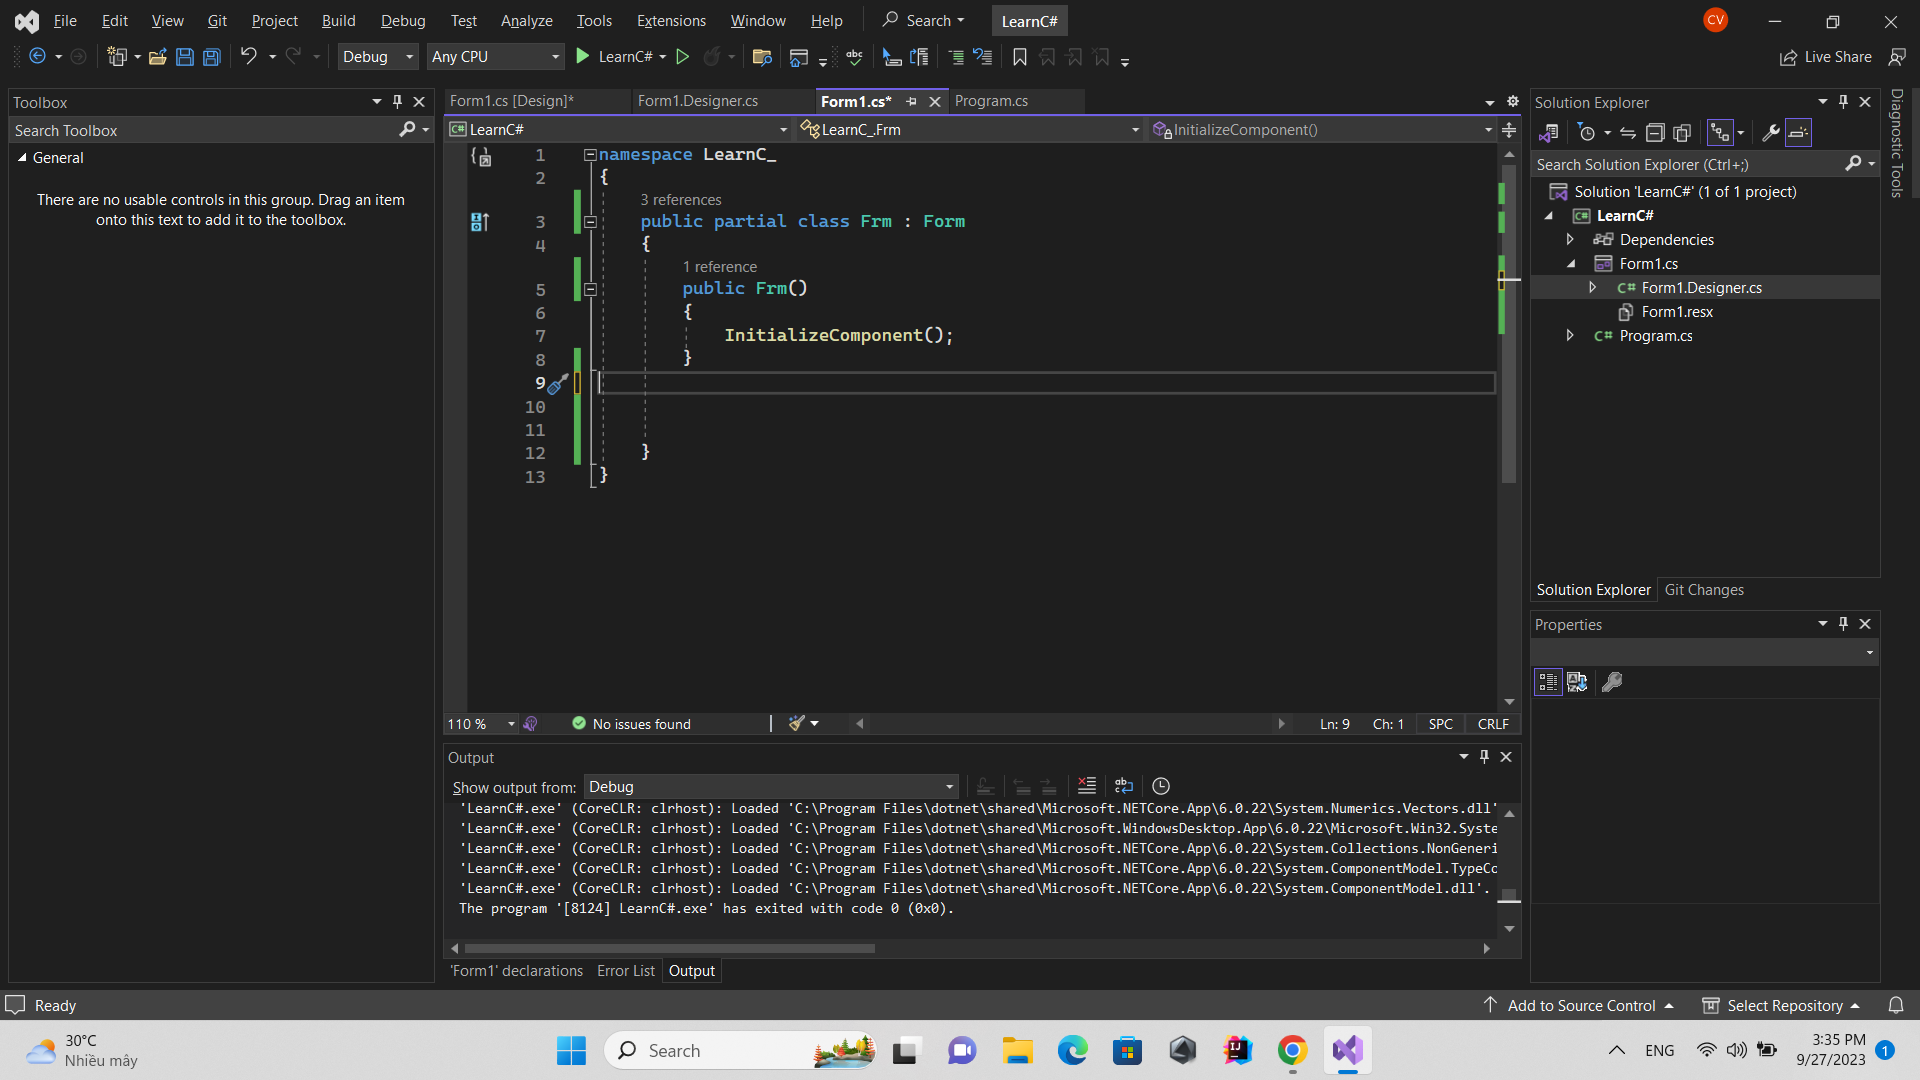 File Edit View Git Project Build Debug Test Analyze Tools Extensions Window Help Search LearnC# CV
Debug Any CPU LearnC# Live Share
Toolbox
Search Toolbox
General
There are no usable controls in this group. Drag an item
onto this text to add it to the toolbox.
Form1.cs [Design]* Form1.Designer.cs Form1.cs* Program.cs
LearnC# LearnC_.Frm InitializeComponent()
1 namespace LearnC_
2 {
3 references
3 public partial class Frm : Form
4 {
1 reference
5 public Frm()
6 {
7 InitializeComponent();
8 }
9
10
11
12 }
13 }
110 % No issues found Ln: 9 Ch: 1 SPC CRLF
Output
Show output from: Debug
'LearnC#.exe' (CoreCLR: clrhost): Loaded 'C:\Program Files\dotnet\shared\Microsoft.NETCore.App\6.0.22\System.Numerics.Vectors.dll'
'LearnC#.exe' (CoreCLR: clrhost): Loaded 'C:\Program Files\dotnet\shared\Microsoft.WindowsDesktop.App\6.0.22\Microsoft.Win32.Syste
'LearnC#.exe' (CoreCLR: clrhost): Loaded 'C:\Program Files\dotnet\shared\Microsoft.NETCore.App\6.0.22\System.Collections.NonGeneri
'LearnC#.exe' (CoreCLR: clrhost): Loaded 'C:\Program Files\dotnet\shared\Microsoft.NETCore.App\6.0.22\System.ComponentModel.TypeCo
'LearnC#.exe' (CoreCLR: clrhost): Loaded 'C:\Program Files\dotnet\shared\Microsoft.NETCore.App\6.0.22\System.ComponentModel.dll'.
The program '[8124] LearnC#.exe' has exited with code 0 (0x0).
'Form1' declarations Error List Output
Solution Explorer
Search Solution Explorer (Ctrl+;)
Solution 'LearnC#' (1 of 1 project)
LearnC#
Dependencies
Form1.cs
C# Form1.Designer.cs
Form1.resx
C# Program.cs
Solution Explorer Git Changes
Properties
Diagnostic Tools
Ready Add to Source Control Select Repository
30°C
Nhiều mây
Search
ENG
3:35 PM
9/27/2023
1